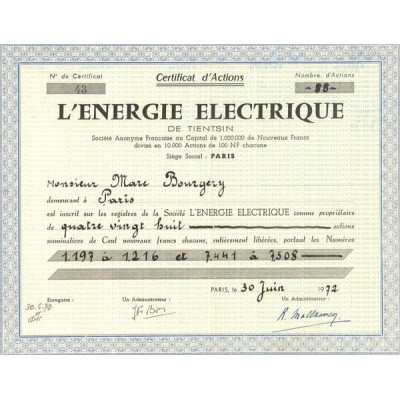 N° de Certificat Certificat d'Actions Nombre d'Actions
43 -88-
L'ENERGIE ELECTRIQUE
DE TIENTSIN
Société Anonyme Française au Capital de 1.000.000 de Nouveaux Francs
divisé en 10.000 Actions de 100 NF chacune
Siège Social : PARIS
Monsieur Marc Bourgery
demeurant à Paris
est inscrit sur les registres de la Société L'ENERGIE ELECTRIQUE comme propriétaire
de quatre vingt huit actions
nominatives de Cent nouveaux Francs chacune, entièrement libérées, portant les Numéros
1.197 à 1.216 et 7.441 à 7.508
PARIS, le 30 Juin 1972
Enregistré : Un Administrateur : Un Administrateur :